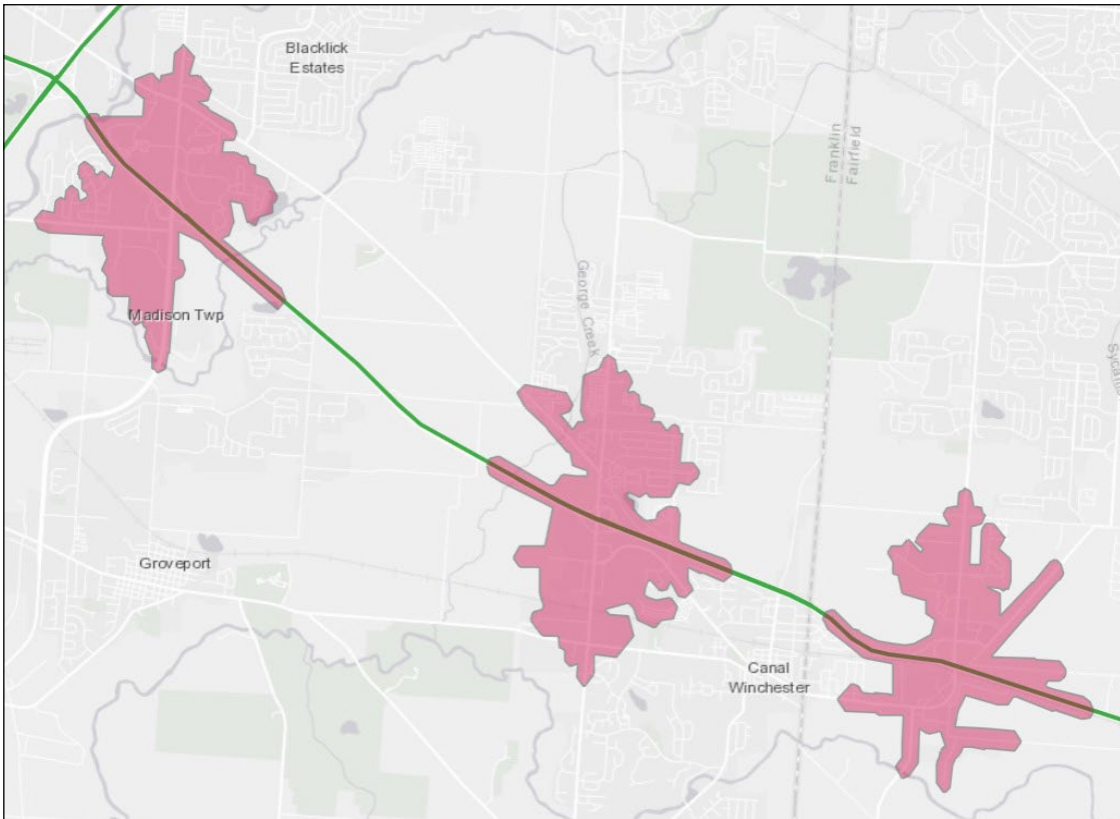 Blacklick
Estates
Franklin
Fairfield
George Creek
Madison Twp
Groveport
Canal
Winchester